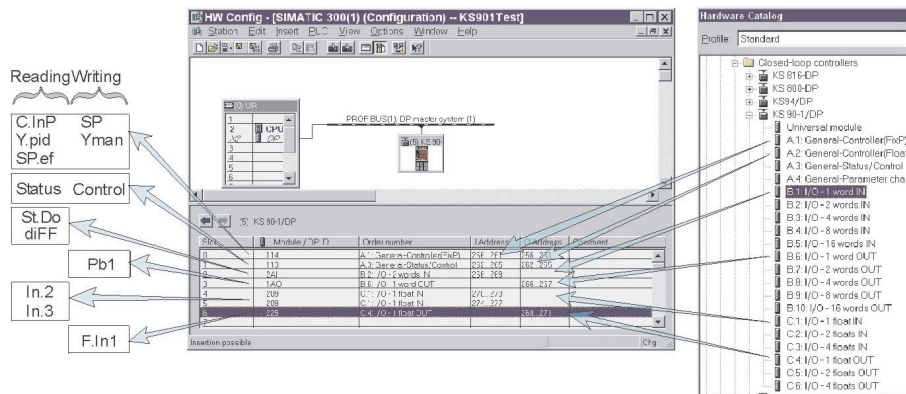 HW Config - [SIMATIC 300(1) (Configuration) -- KS901Test]
Station Edit Insert PLC View Options Window Help
(0) UR
1
2 CPU
X2 DP
3
4
5
6
PROFIBUS(1): DP master system (1)
(5) KS 90-
(5) KS 90-1/DP
Module / DP ID Order number I Address Q Address Comment
0 114 A.1: General-Controller(FixP)
1 113 A.3: General-Status/Control
2 2AI B.2: I/O - 2 words IN
3 1AO B.6: I/O - 1 word OUT
4 209 C.1: I/O - 1 float IN 270...273
5 209 C.1: I/O - 1 float IN 274...277
6 225 C.4: I/O - 1 float OUT 268...271
7
Insertion possible Chg
Reading Writing
C.InP SP
Y.pid Yman
SP.ef
Status Control
St.Do
diFF
Pb1
In.2
In.3
F.In1
Hardware Catalog
Profile: Standard
Closed-loop controllers
KS 816-DP
KS 800-DP
KS94/DP
KS 90-1/DP
Universal module
A.1: General-Controller(FixP)
A.2: General-Controller(Float
A.3: General-Status/Control
A.4: General-Parameter cha
B.1: I/O - 1 word IN
B.2: I/O - 2 words IN
B.3: I/O - 4 words IN
B.4: I/O - 8 words IN
B.5: I/O - 16 words IN
B.6: I/O - 1 word OUT
B.7: I/O - 2 words OUT
B.8: I/O - 4 words OUT
B.9: I/O - 8 words OUT
B.10: I/O - 16 words OUT
C.1: I/O - 1 float IN
C.2: I/O - 2 floats IN
C.3: I/O - 4 floats IN
C.4: I/O - 1 float OUT
C.5: I/O - 2 floats OUT
C.6: I/O - 4 floats OUT